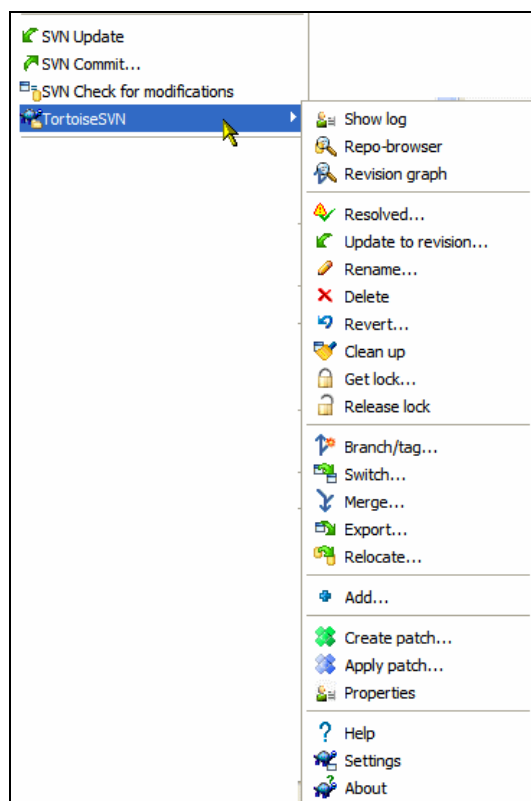 SVN Update
SVN Commit...
SVN Check for modifications
TortoiseSVN
Show log
Repo-browser
Revision graph
Resolved...
Update to revision...
Rename...
Delete
Revert...
Clean up
Get lock...
Release lock
Branch/tag...
Switch...
Merge...
Export...
Relocate...
Add...
Create patch...
Apply patch...
Properties
Help
Settings
About